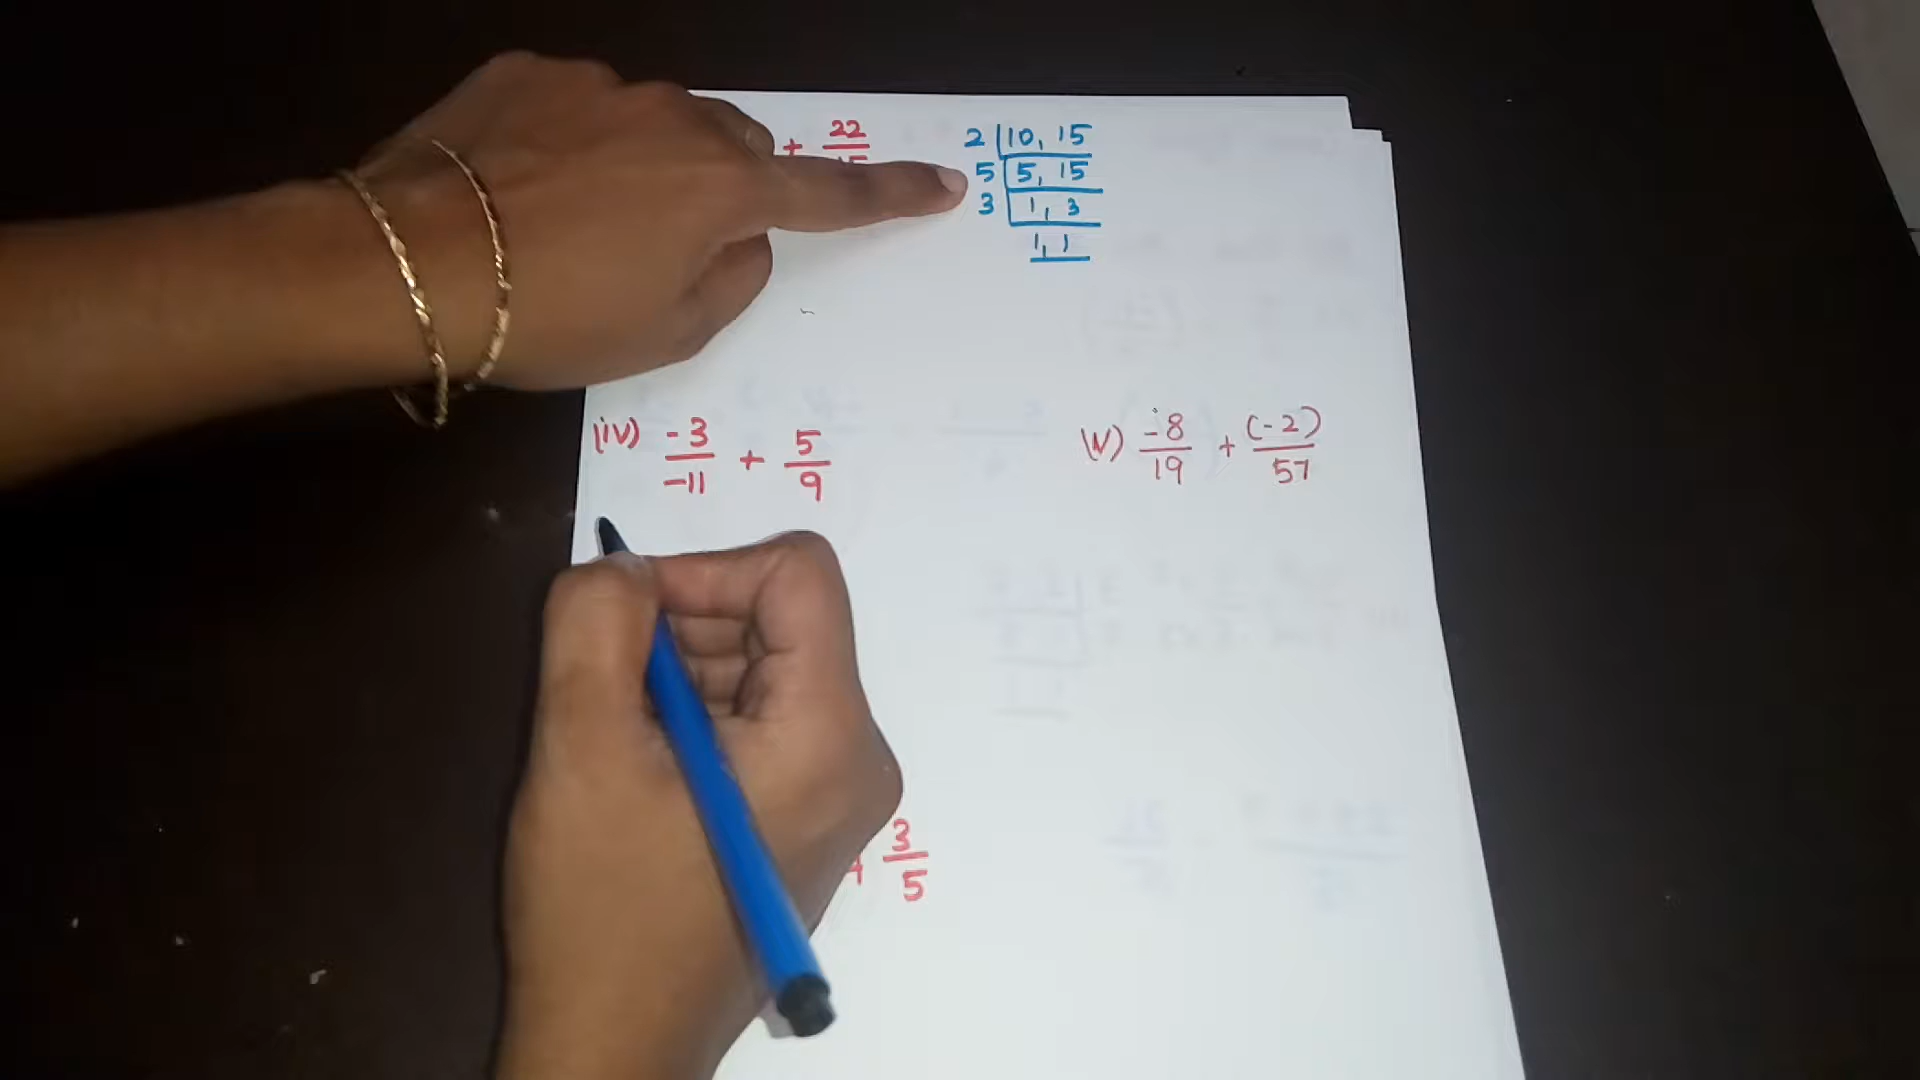 + 22
2 | 10, 15
5 | 5, 15
3 | 1, 3
1, 1
(iv) -3/-11 + 5/9
(v) -8/19 + (-2)/57
3/5